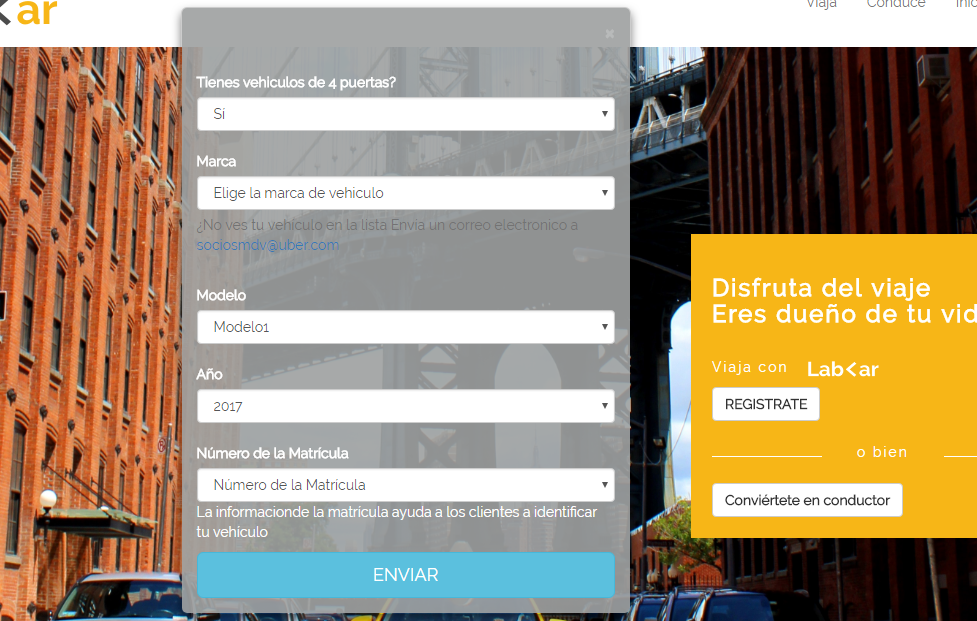 ar
Viaja Conduce
×
Tienes vehiculos de 4 puertas?
Sí
Marca
Elige la marca de vehiculo
¿No ves tu vehículo en la lista Envia un correo electronico a
sociosmdv@uber.com
Modelo
Modelo1
Año
2017
Número de la Matrícula
Número de la Matrícula
La informacionde la matrícula ayuda a los clientes a identificar
tu vehículo
ENVIAR
Disfruta del viaje
Eres dueño de tu vid
Viaja con Lab<ar
REGISTRATE
o bien
Conviértete en conductor